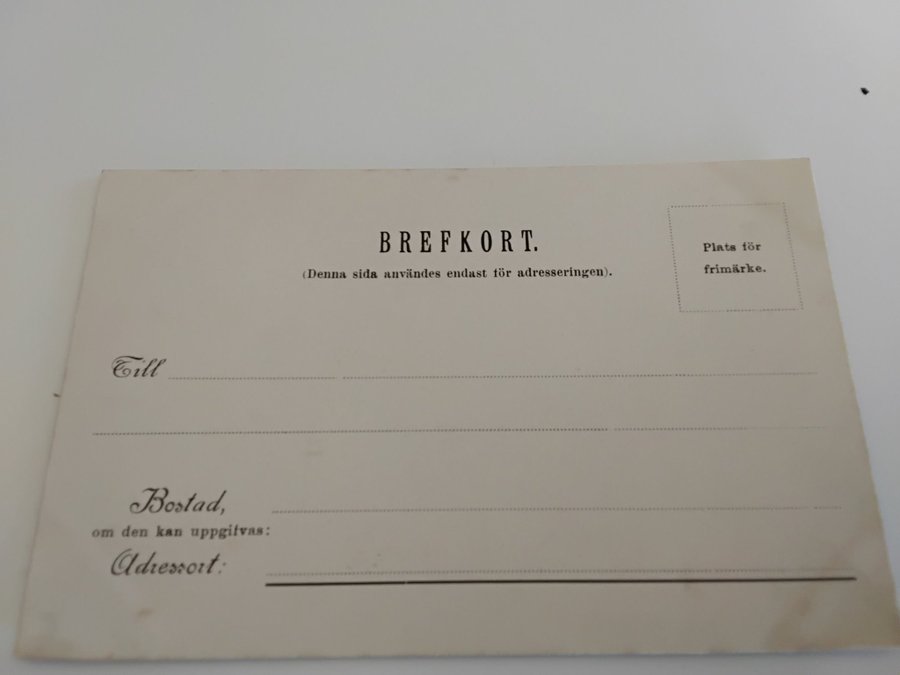 BREFKORT.
(Denna sida användes endast för adresseringen).
Plats för
frimärke.
Till
Bostad,
om den kan uppgifvas:
Adressort: